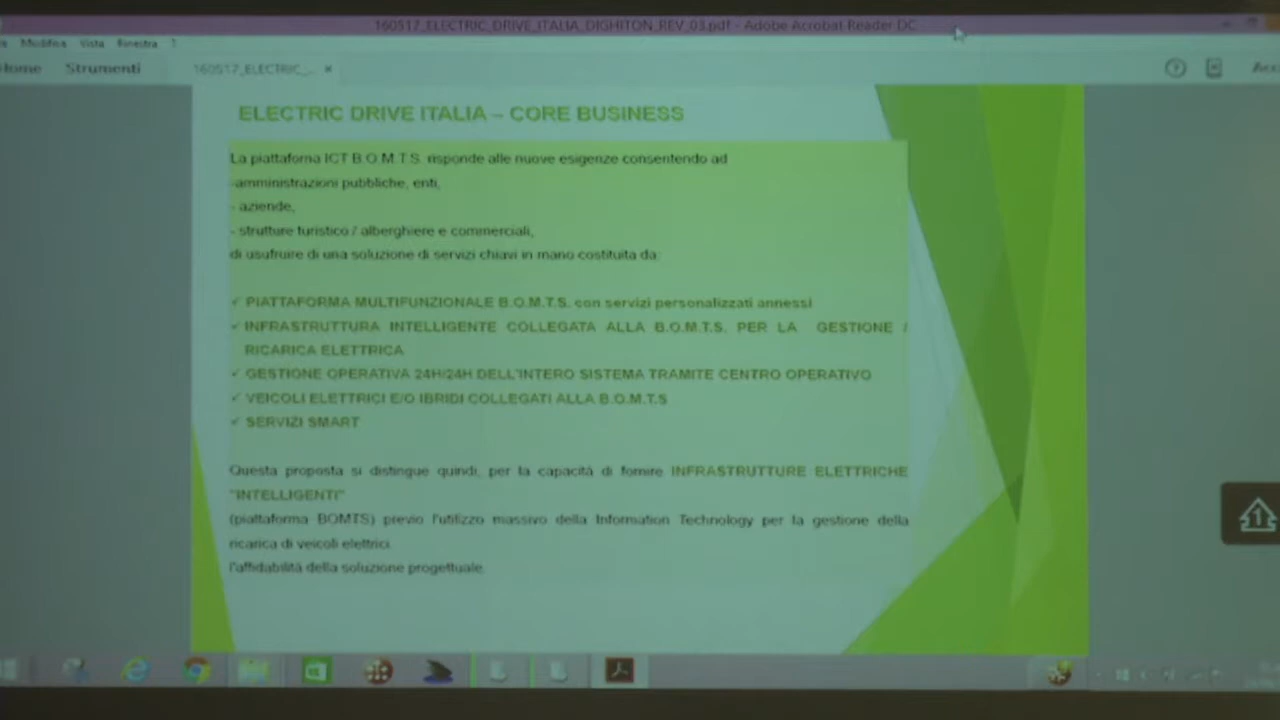 160517_ELECTRIC_DRIVE_ITALIA_DIGHITON_REV_03.pdf - Adobe Acrobat Reader DC
Modifica Vista Finestra ?
Home Strumenti 160517_ELECTRIC_... ×
ELECTRIC DRIVE ITALIA – CORE BUSINESS
La piattaforma ICT B.O.M.T.S. risponde alle nuove esigenze consentendo ad
-amministrazioni pubbliche, enti,
- aziende,
- strutture turistico / alberghiere e commerciali,
di usufruire di una soluzione di servizi chiavi in mano costituita da:
✓ PIATTAFORMA MULTIFUNZIONALE B.O.M.T.S. con servizi personalizzati annessi
✓ INFRASTRUTTURA INTELLIGENTE COLLEGATA ALLA B.O.M.T.S. PER LA GESTIONE /
RICARICA ELETTRICA
✓ GESTIONE OPERATIVA 24H/24H DELL'INTERO SISTEMA TRAMITE CENTRO OPERATIVO
✓ VEICOLI ELETTRICI E/O IBRIDI COLLEGATI ALLA B.O.M.T.S
✓ SERVIZI SMART
Questa proposta si distingue quindi, per la capacità di fornire INFRASTRUTTURE ELETTRICHE
"INTELLIGENTI"
(piattaforma BOMTS) previo l'utilizzo massivo della Information Technology per la gestione della
ricarica di veicoli elettrici.
l'affidabilità della soluzione progettuale.